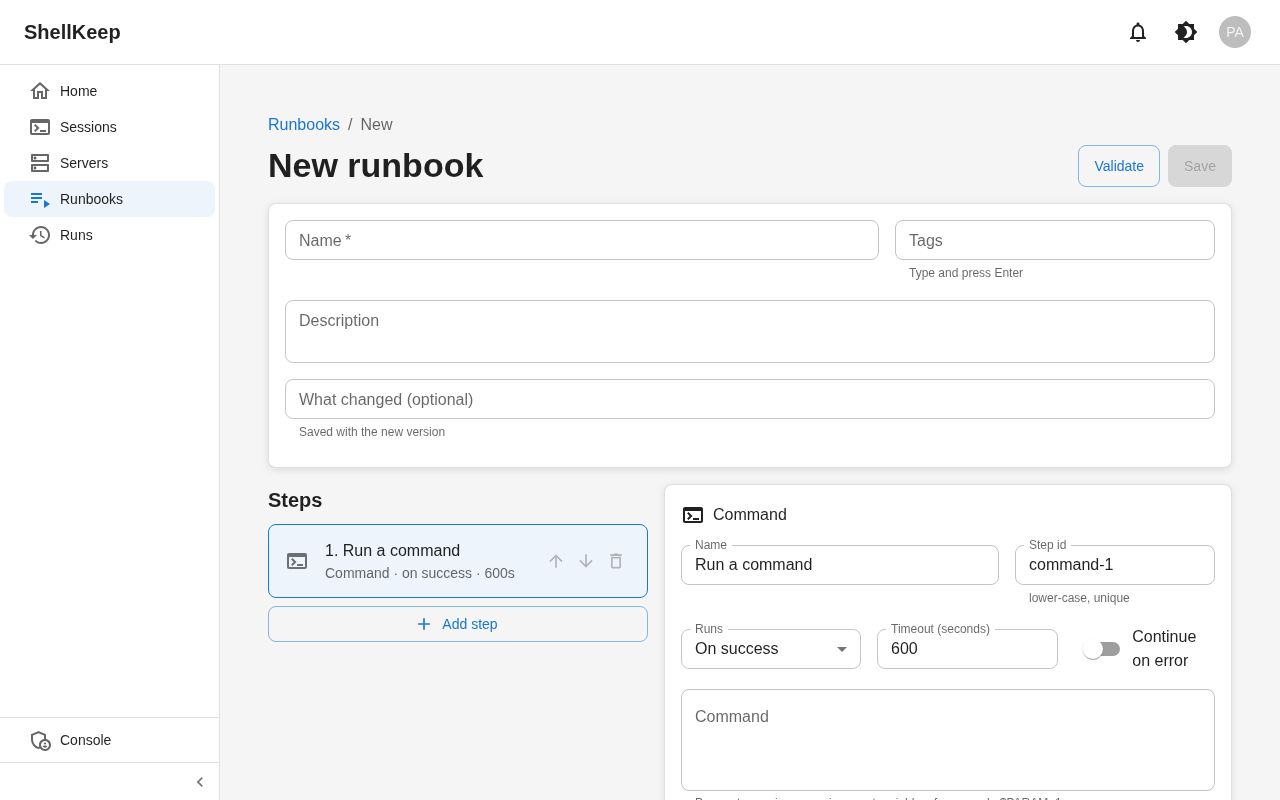 ShellKeep
PA
Home
Sessions
Servers
Runbooks
Runs
Console
Runbooks / New
New runbook
Validate
Save
Name *
Tags
Type and press Enter
Description
What changed (optional)
Saved with the new version
Steps
1. Run a command
Command · on success · 600s
Add step
Command
Name
Run a command
Step id
command-1
lower-case, unique
Runs
On success
Timeout (seconds)
600
Continue
on error
Command